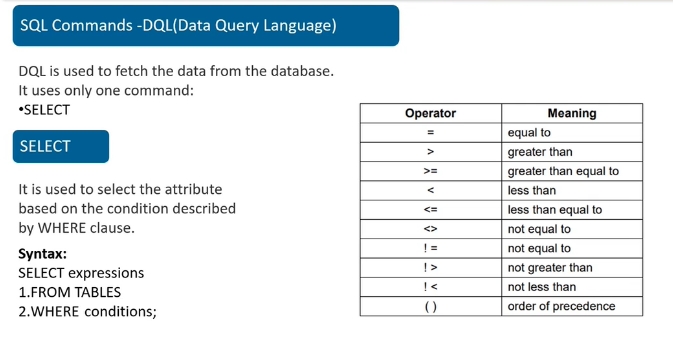 SQL Commands -DQL(Data Query Language)
DQL is used to fetch the data from the database.
It uses only one command:
•SELECT
SELECT
It is used to select the attribute
based on the condition described
by WHERE clause.
Syntax:
SELECT expressions
1.FROM TABLES
2.WHERE conditions;
Operator Meaning
= equal to
> greater than
>= greater than equal to
< less than
<= less than equal to
<> not equal to
! = not equal to
! > not greater than
! < not less than
( ) order of precedence